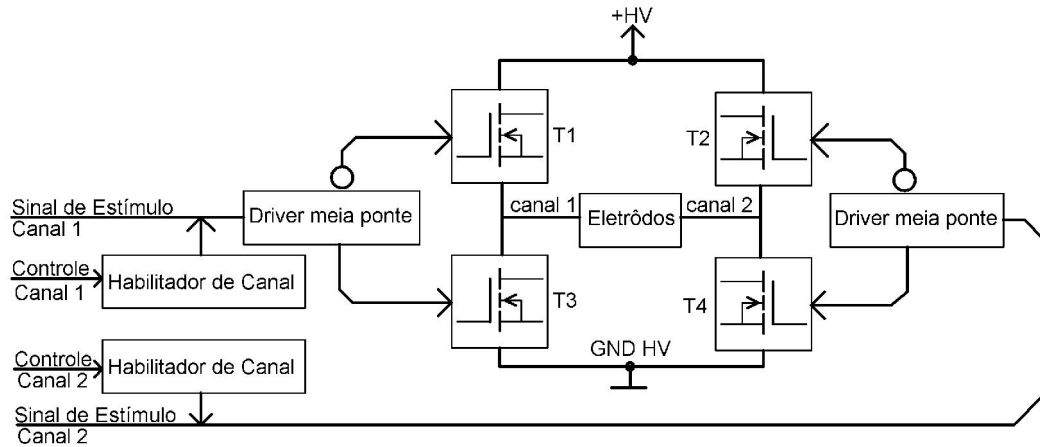 +HV
T1
T2
Sinal de Estímulo
Canal 1
Driver meia ponte
canal 1
Eletrôdos
canal 2
Driver meia ponte
Controle
Canal 1
Habilitador de Canal
T3
T4
Controle
Canal 2
Habilitador de Canal
GND HV
Sinal de Estímulo
Canal 2